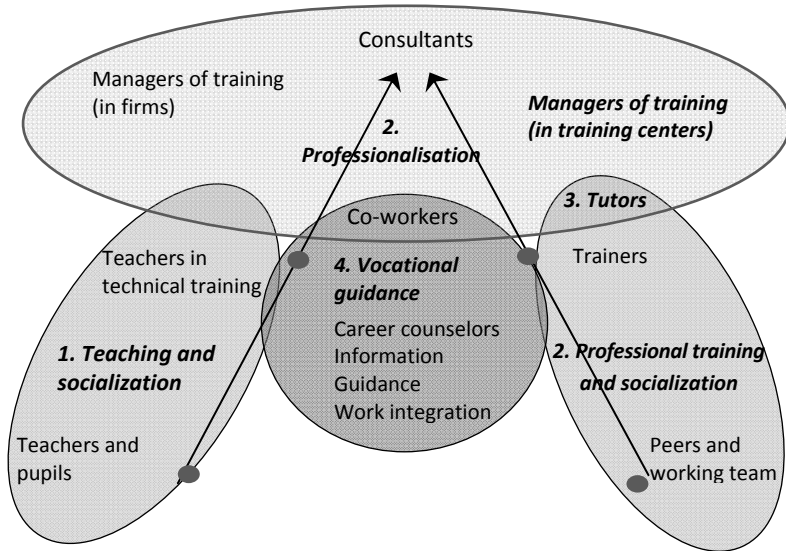 Consultants
Managers of training
(in firms)
Managers of training
(in training centers)
2.
Professionalisation
3. Tutors
Co-workers
Teachers in
technical training
4. Vocational
guidance
Trainers
Career counselors
Information
Guidance
Work integration
1. Teaching and
socialization
2. Professional training
and socialization
Teachers and
pupils
Peers and
working team